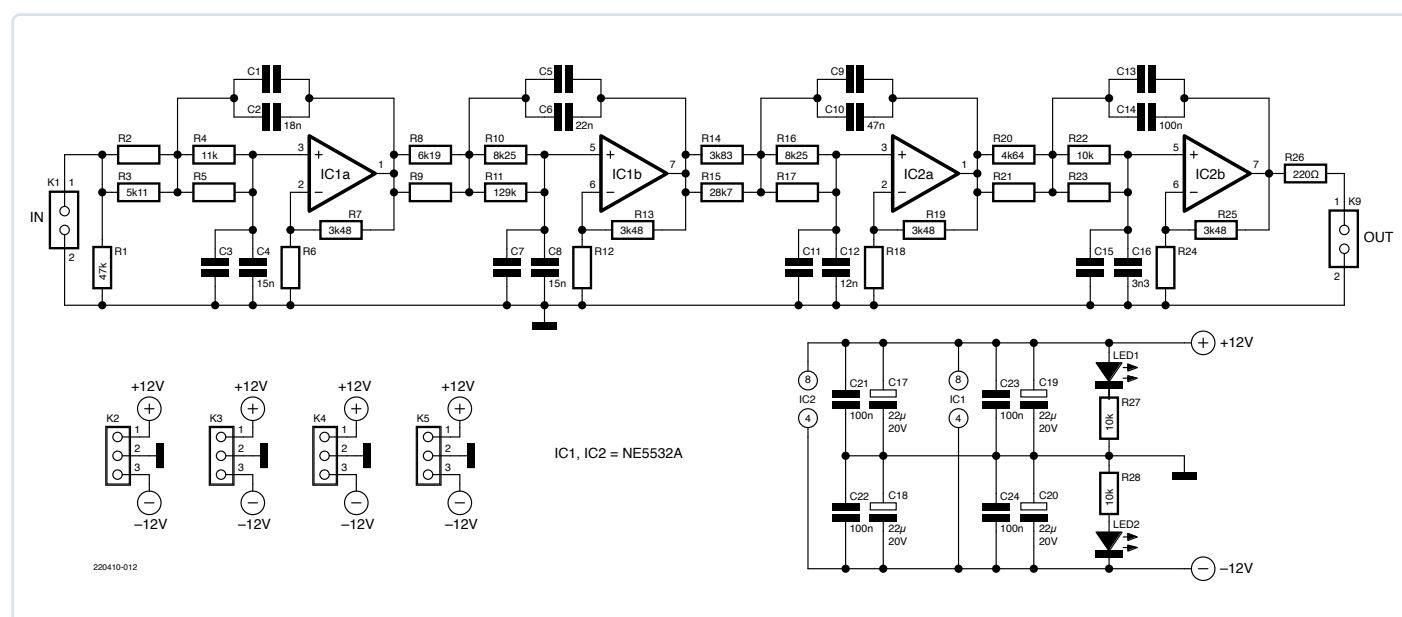 C1
C2
18n
R2
R4
11k
R3
5k11
R5
K1
1
2
IN
R1
47k
3
+
2
−
IC1a
1
R7
3k48
C3
C4
15n
R6
C5
C6
22n
R8
6k19
R10
8k25
R9
R11
129k
5
+
6
−
IC1b
7
R13
3k48
C7
C8
15n
R12
C9
C10
47n
R14
3k83
R16
8k25
R15
28k7
R17
3
+
2
−
IC2a
1
R19
3k48
C11
C12
12n
R18
C13
C14
100n
R20
4k64
R22
10k
R21
R23
5
+
6
−
IC2b
7
R25
3k48
C15
C16
3n3
R24
R26
220Ω
1
K9
2
OUT
+12V
+
K2
1
2
3
−
−12V
+12V
+
K3
1
2
3
−
−12V
+12V
+
K4
1
2
3
−
−12V
+12V
+
K5
1
2
3
−
−12V
IC1, IC2 = NE5532A
+
+12V
8
IC2
4
C21
100n
C17
22µ
20V
8
IC1
4
C23
100n
C19
22µ
20V
LED1
R27
10k
C22
100n
C18
22µ
20V
C24
100n
C20
22µ
20V
R28
10k
LED2
−
−12V
220410-012